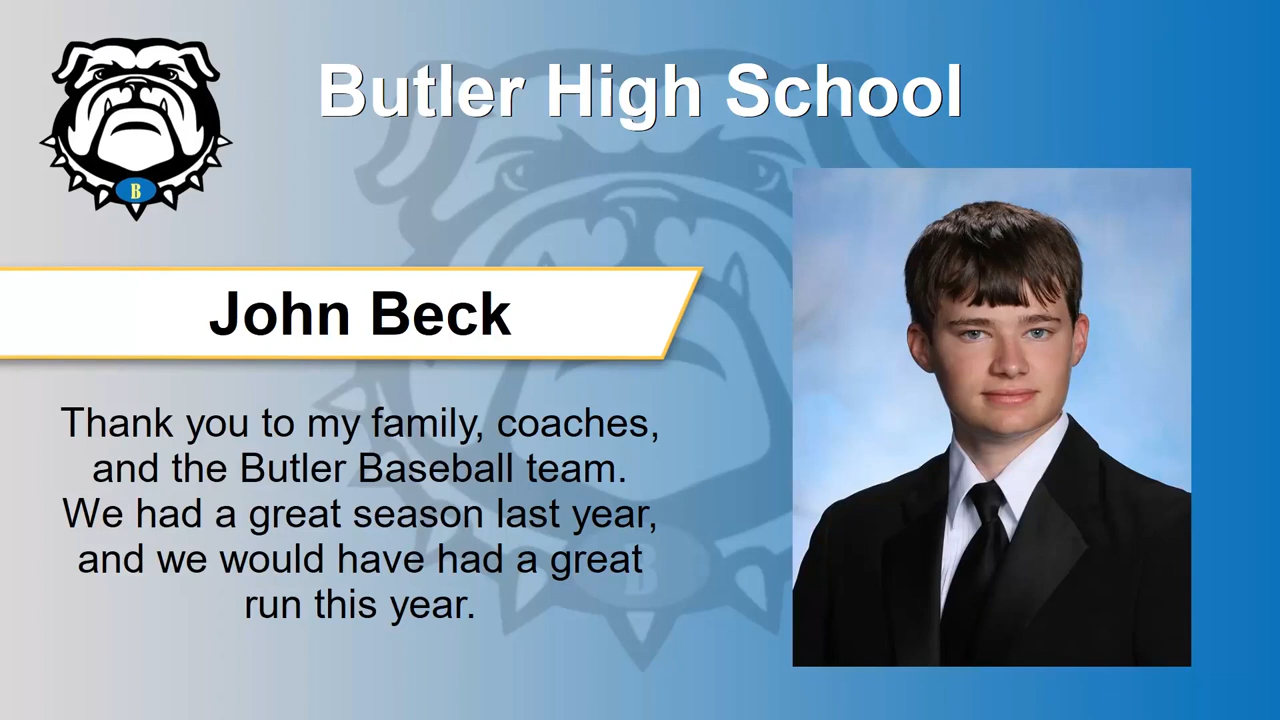 Butler High School
B
John Beck
Thank you to my family, coaches,
and the Butler Baseball team.
We had a great season last year,
and we would have had a great
run this year.